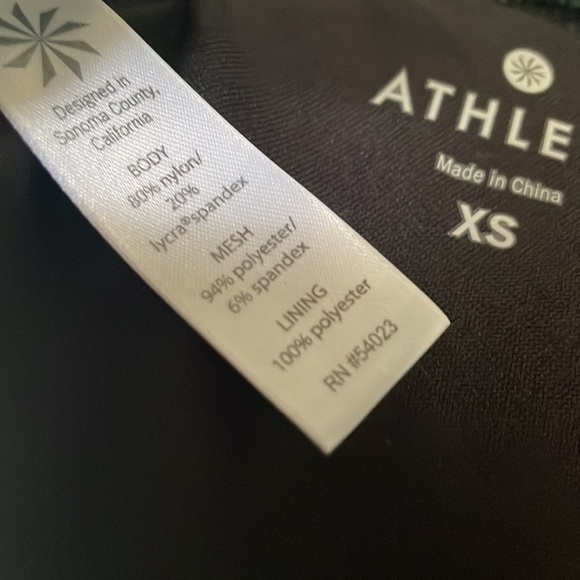 Designed in
Sonoma County,
California
BODY
80% nylon/
20%
lycra®spandex
MESH
94% polyester/
6% spandex
LINING
100% polyester
RN #54023
ATHLE
Made in China
XS